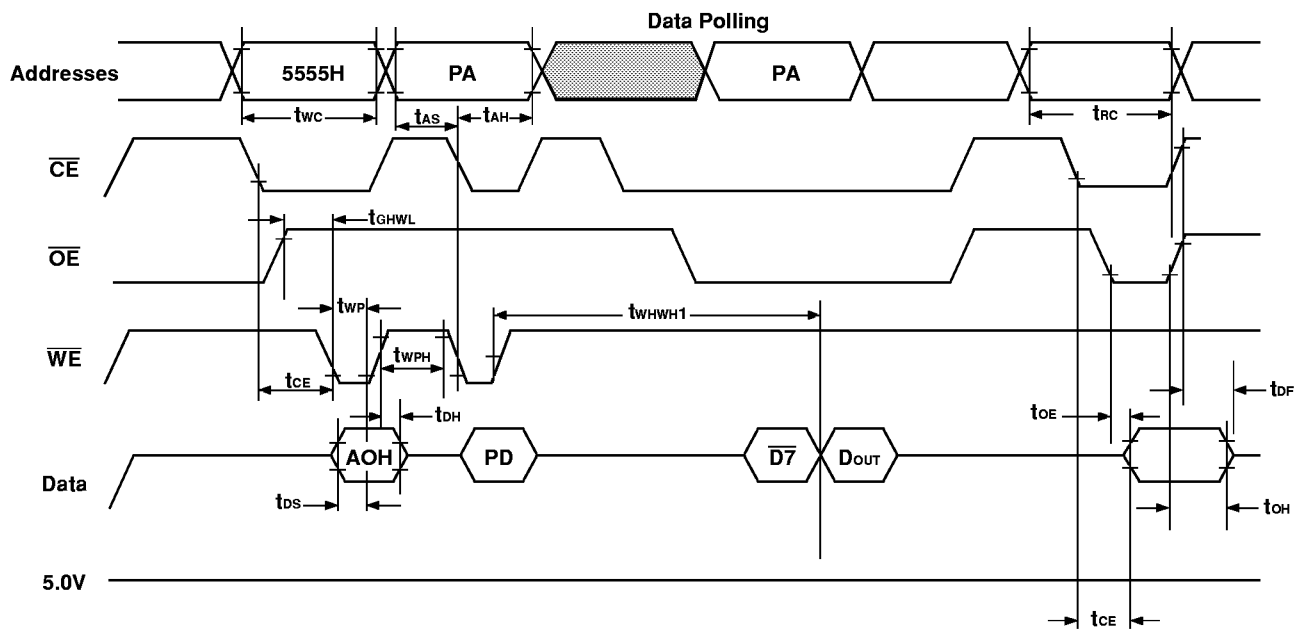 Data Polling
Addresses 5555H PA PA
tWC tAS tAH tRC
CE
tGHWL
OE
tWP tWHWH1
WE tWPH
tCE tDF
tDH tOE
AOH PD D7 DOUT
Data
tDS tOH
5.0V
tCE